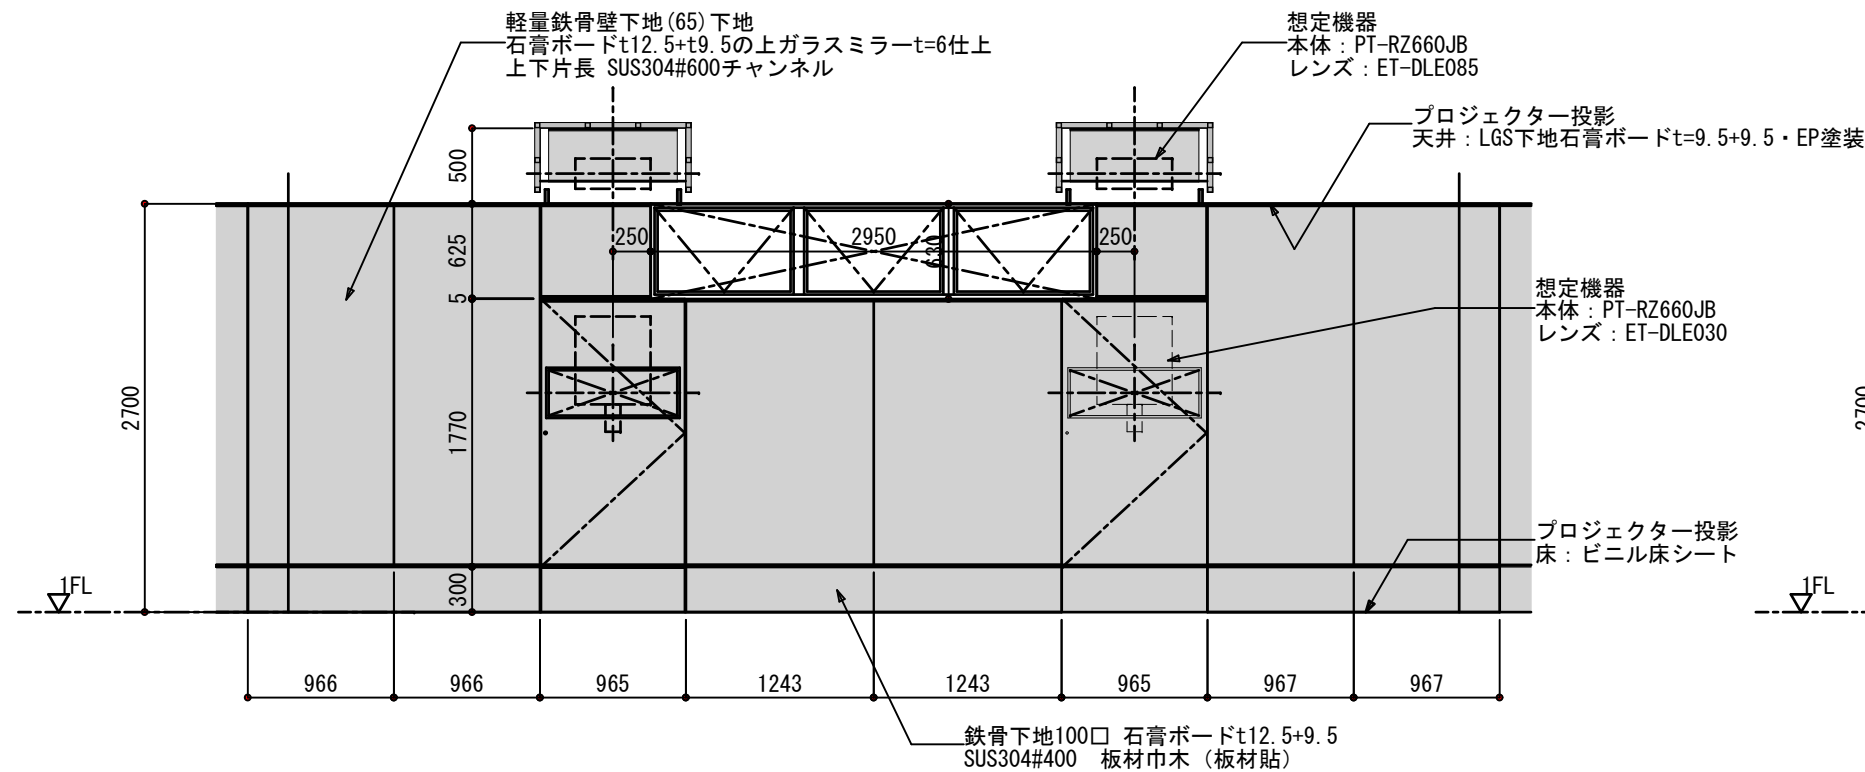 軽量鉄骨壁下地(65)下地
石膏ボードt12.5+t9.5の上ガラスミラーt=6仕上
上下片長 SUS304#600チャンネル
想定機器
本体：PT-RZ660JB
レンズ：ET-DLE085
プロジェクター投影
天井：LGS下地石膏ボードt=9.5+9.5・EP塗装
500
625
5
1770
300
2700
250
2950
250
630
想定機器
本体：PT-RZ660JB
レンズ：ET-DLE030
2700
プロジェクター投影
床：ビニル床シート
1FL
1FL
966
966
965
1243
1243
965
967
967
鉄骨下地100口 石膏ボードt12.5+9.5
SUS304#400 板材巾木（板材貼）